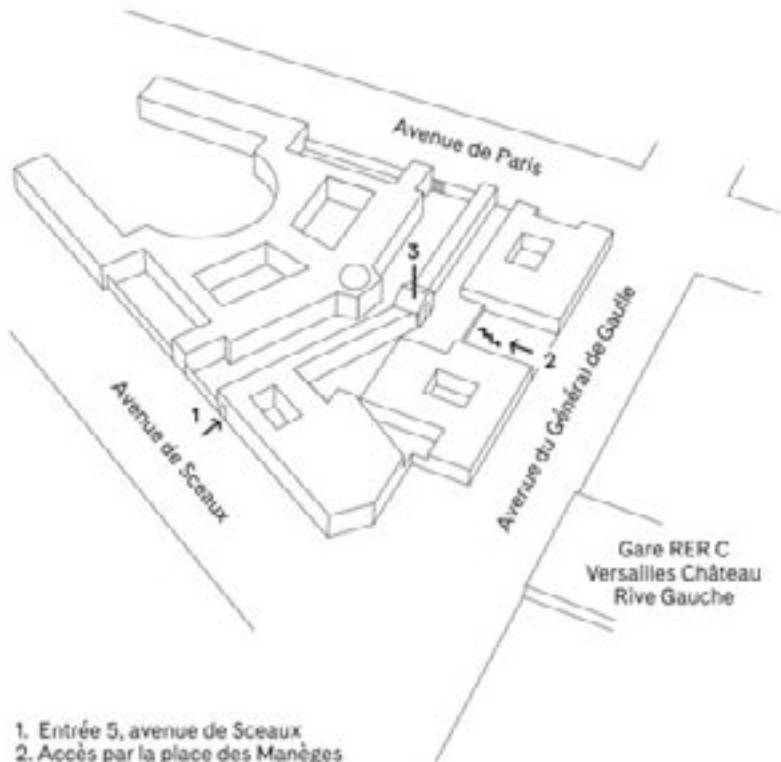 Avenue de Paris
3
2
1
Avenue de Sceaux
Avenue du Général de Gaulle
Gare RER C
Versailles Château
Rive Gauche
1. Entrée 5, avenue de Sceaux
2. Accès par la place des Manèges